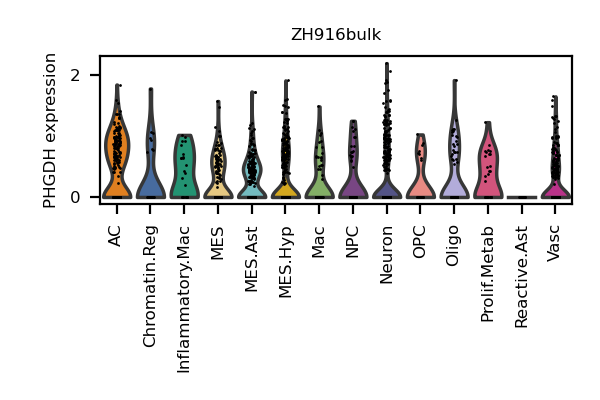 ZH916bulk
PHGDH expression
2
0
AC
Chromatin.Reg
Inflammatory.Mac
MES
MES.Ast
MES.Hyp
Mac
NPC
Neuron
OPC
Oligo
Prolif.Metab
Reactive.Ast
Vasc